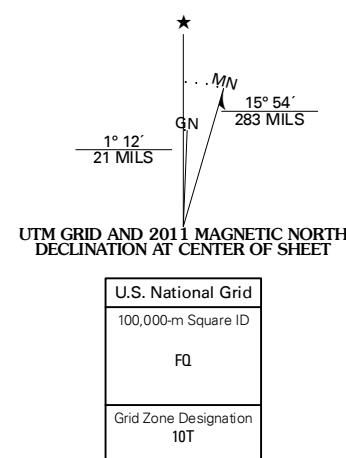 ★
MN
GN
15° 54´
283 MILS
1° 12´
21 MILS
UTM GRID AND 2011 MAGNETIC NORTH
DECLINATION AT CENTER OF SHEET
U.S. National Grid
100,000-m Square ID
FQ
Grid Zone Designation
10T